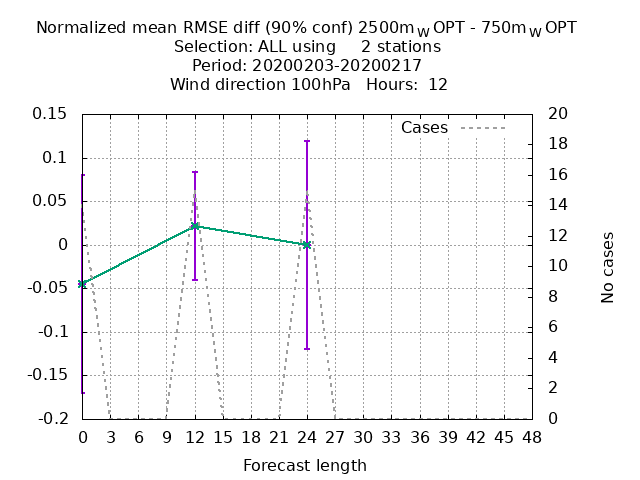 Normalized mean RMSE diff (90% conf) 2500m_W OPT - 750m_W OPT
Selection: ALL using 2 stations
Period: 20200203-20200217
Wind direction 100hPa Hours: 12
Cases
0.15
0.1
0.05
0
-0.05
-0.1
-0.15
-0.2
20
18
16
14
12
10
8
6
4
2
0
No cases
0 3 6 9 12 15 18 21 24 27 30 33 36 39 42 45 48
Forecast length